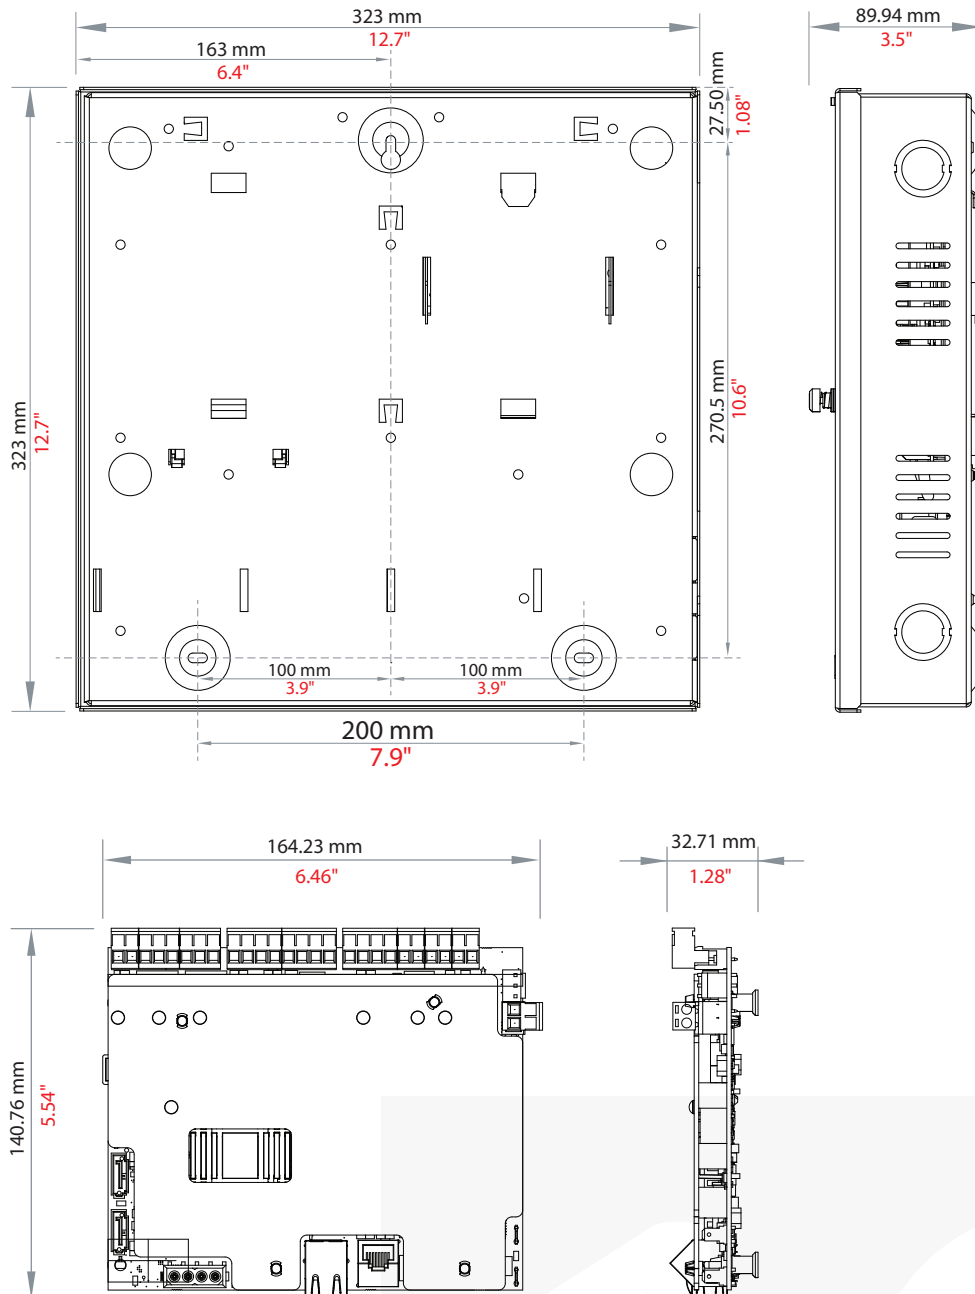 323 mm
12.7"
163 mm
6.4"
89.94 mm
3.5"
27.50 mm
1.08"
323 mm
12.7"
270.5 mm
10.6"
100 mm
3.9"
100 mm
3.9"
200 mm
7.9"
164.23 mm
6.46"
32.71 mm
1.28"
140.76 mm
5.54"